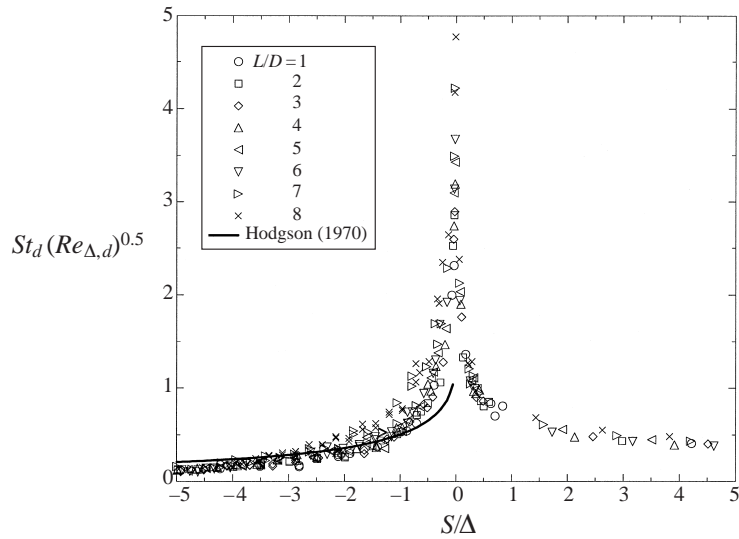 5
4
3
2
1
0
St_d (Re_{Δ,d})^{0.5}
L/D = 1
2
3
4
5
6
7
8
Hodgson (1970)
–5 –4 –3 –2 –1 0 1 2 3 4 5
S/Δ